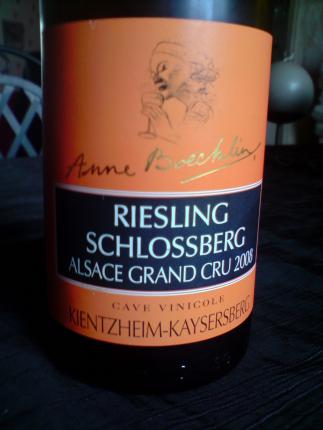 Anne Boecklin
RIESLING
SCHLOSSBERG
ALSACE GRAND CRU 2008
CAVE VINICOLE
KIENTZHEIM-KAYSERSBERG